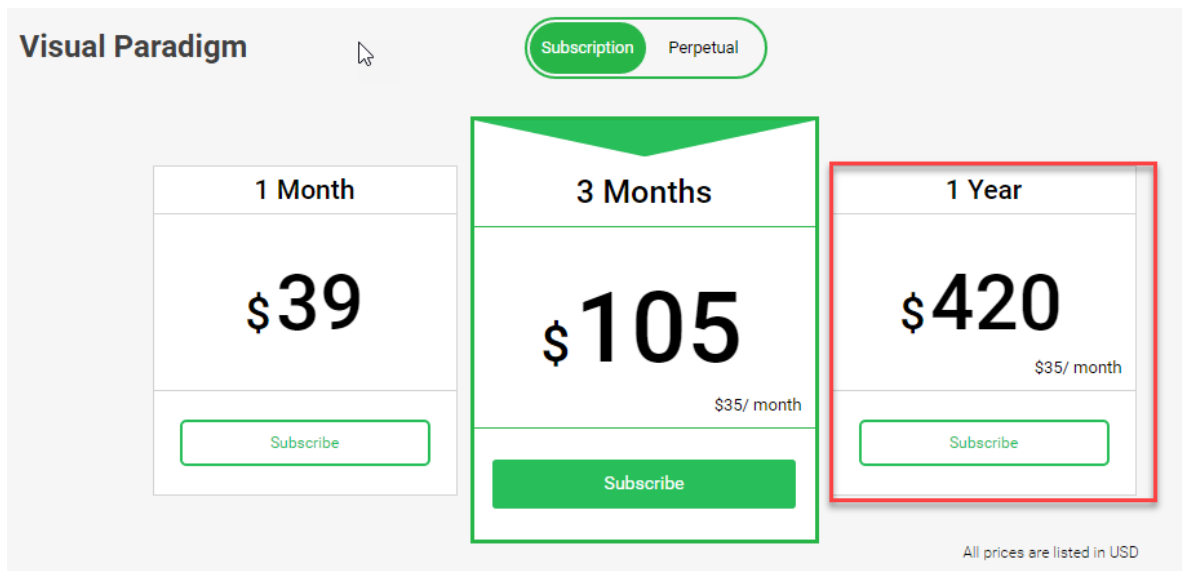 Visual Paradigm
Subscription
Perpetual
1 Month
$39
Subscribe
3 Months
$105
$35/ month
Subscribe
1 Year
$420
$35/ month
Subscribe
All prices are listed in USD